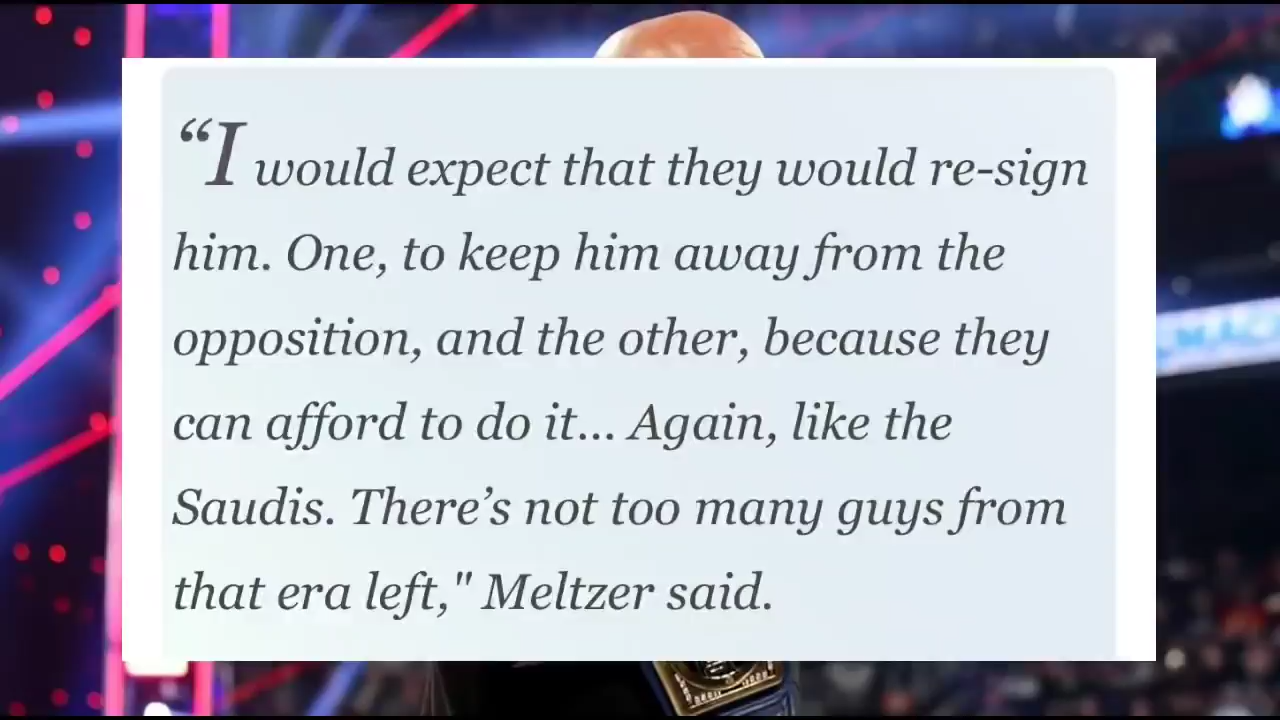 “I would expect that they would re-sign
him. One, to keep him away from the
opposition, and the other, because they
can afford to do it... Again, like the
Saudis. There’s not too many guys from
that era left," Meltzer said.